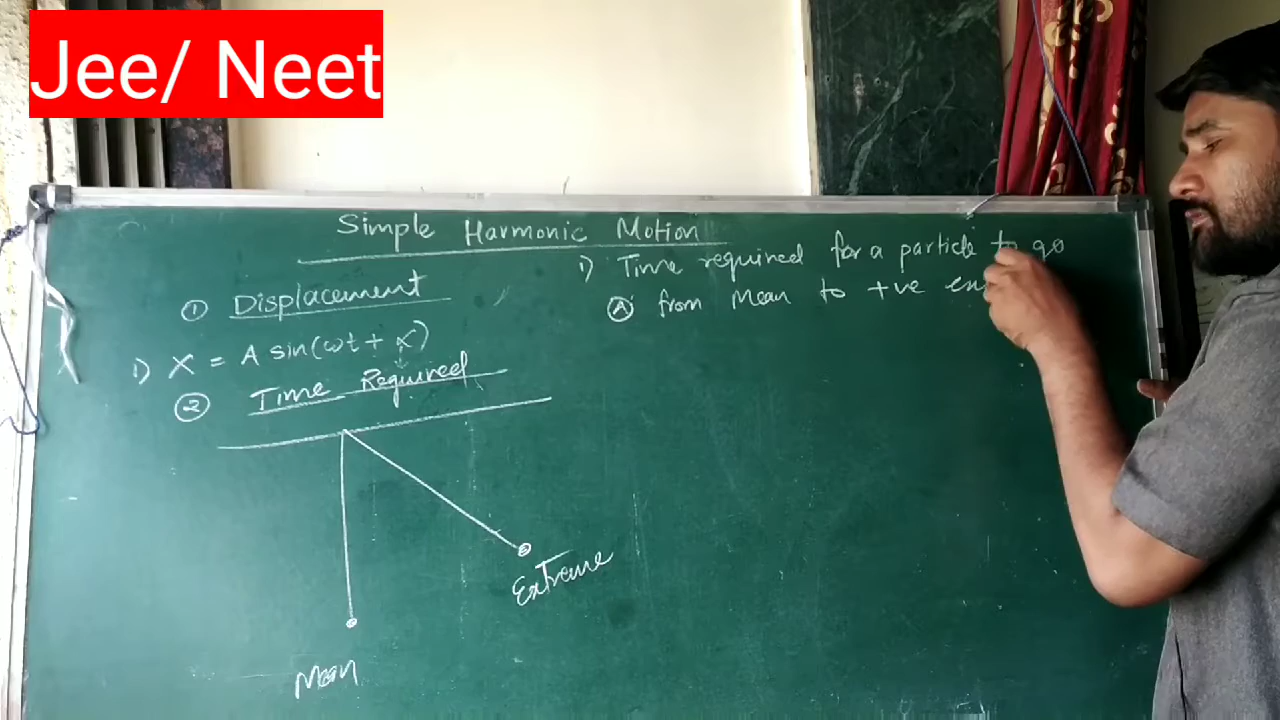 Jee/ Neet
Simple Harmonic Motion
① Displacement
1) X = A sin(ωt + α)
② Time Required
Mean
Extreme
1) Time required for a particle to go
Ⓐ from Mean to +ve